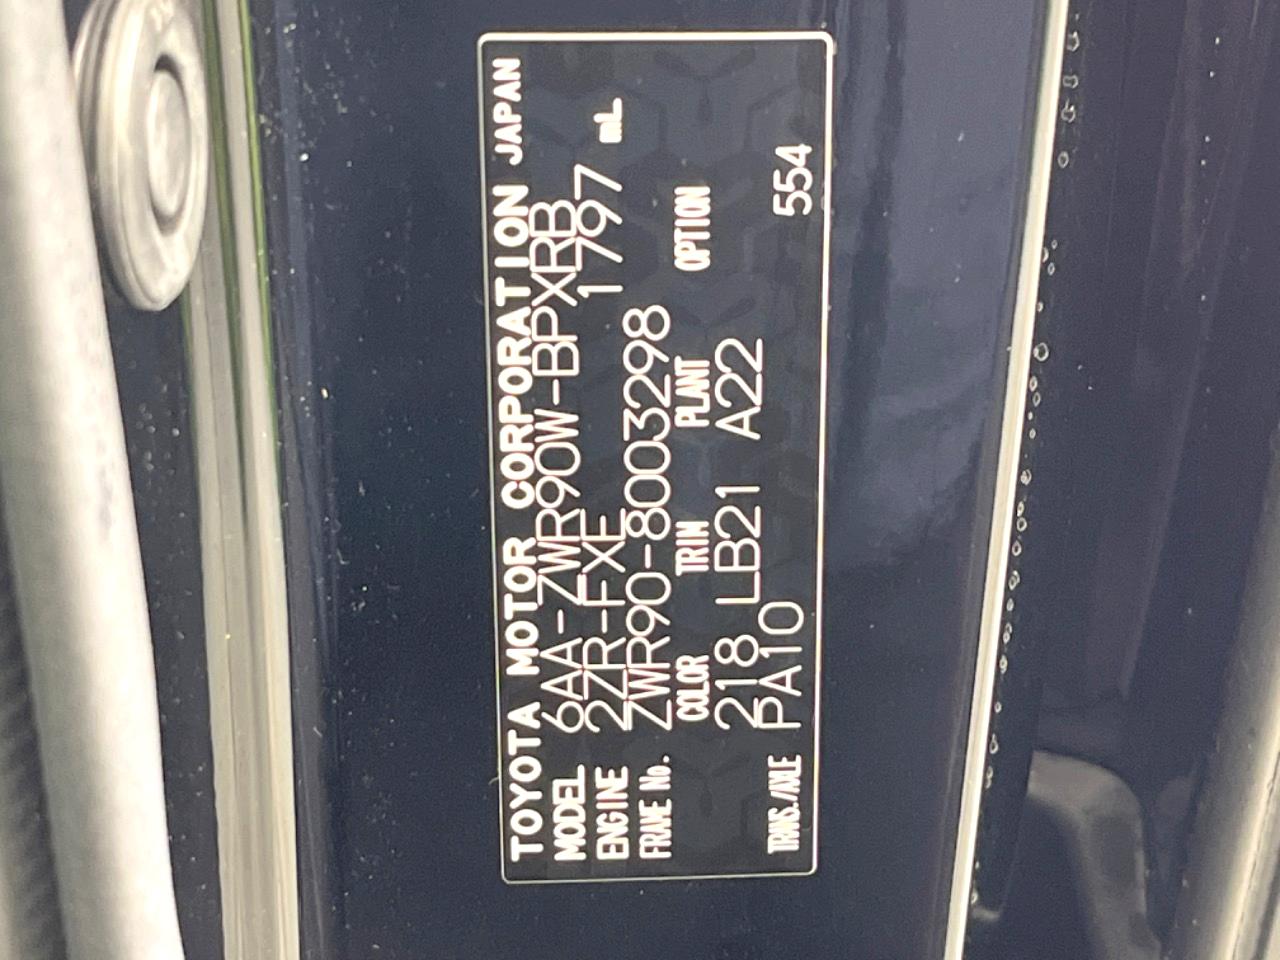 TOYOTA MOTOR CORPORATION JAPAN
MODEL 6AA-ZWR90W-BPXRB
ENGINE 2ZR-FXE 1797 mL
FRAME No. ZWR90-8003298
COLOR TRIM PLANT OPTION
218 LB21 A22
TRANS./AXLE PA10 554